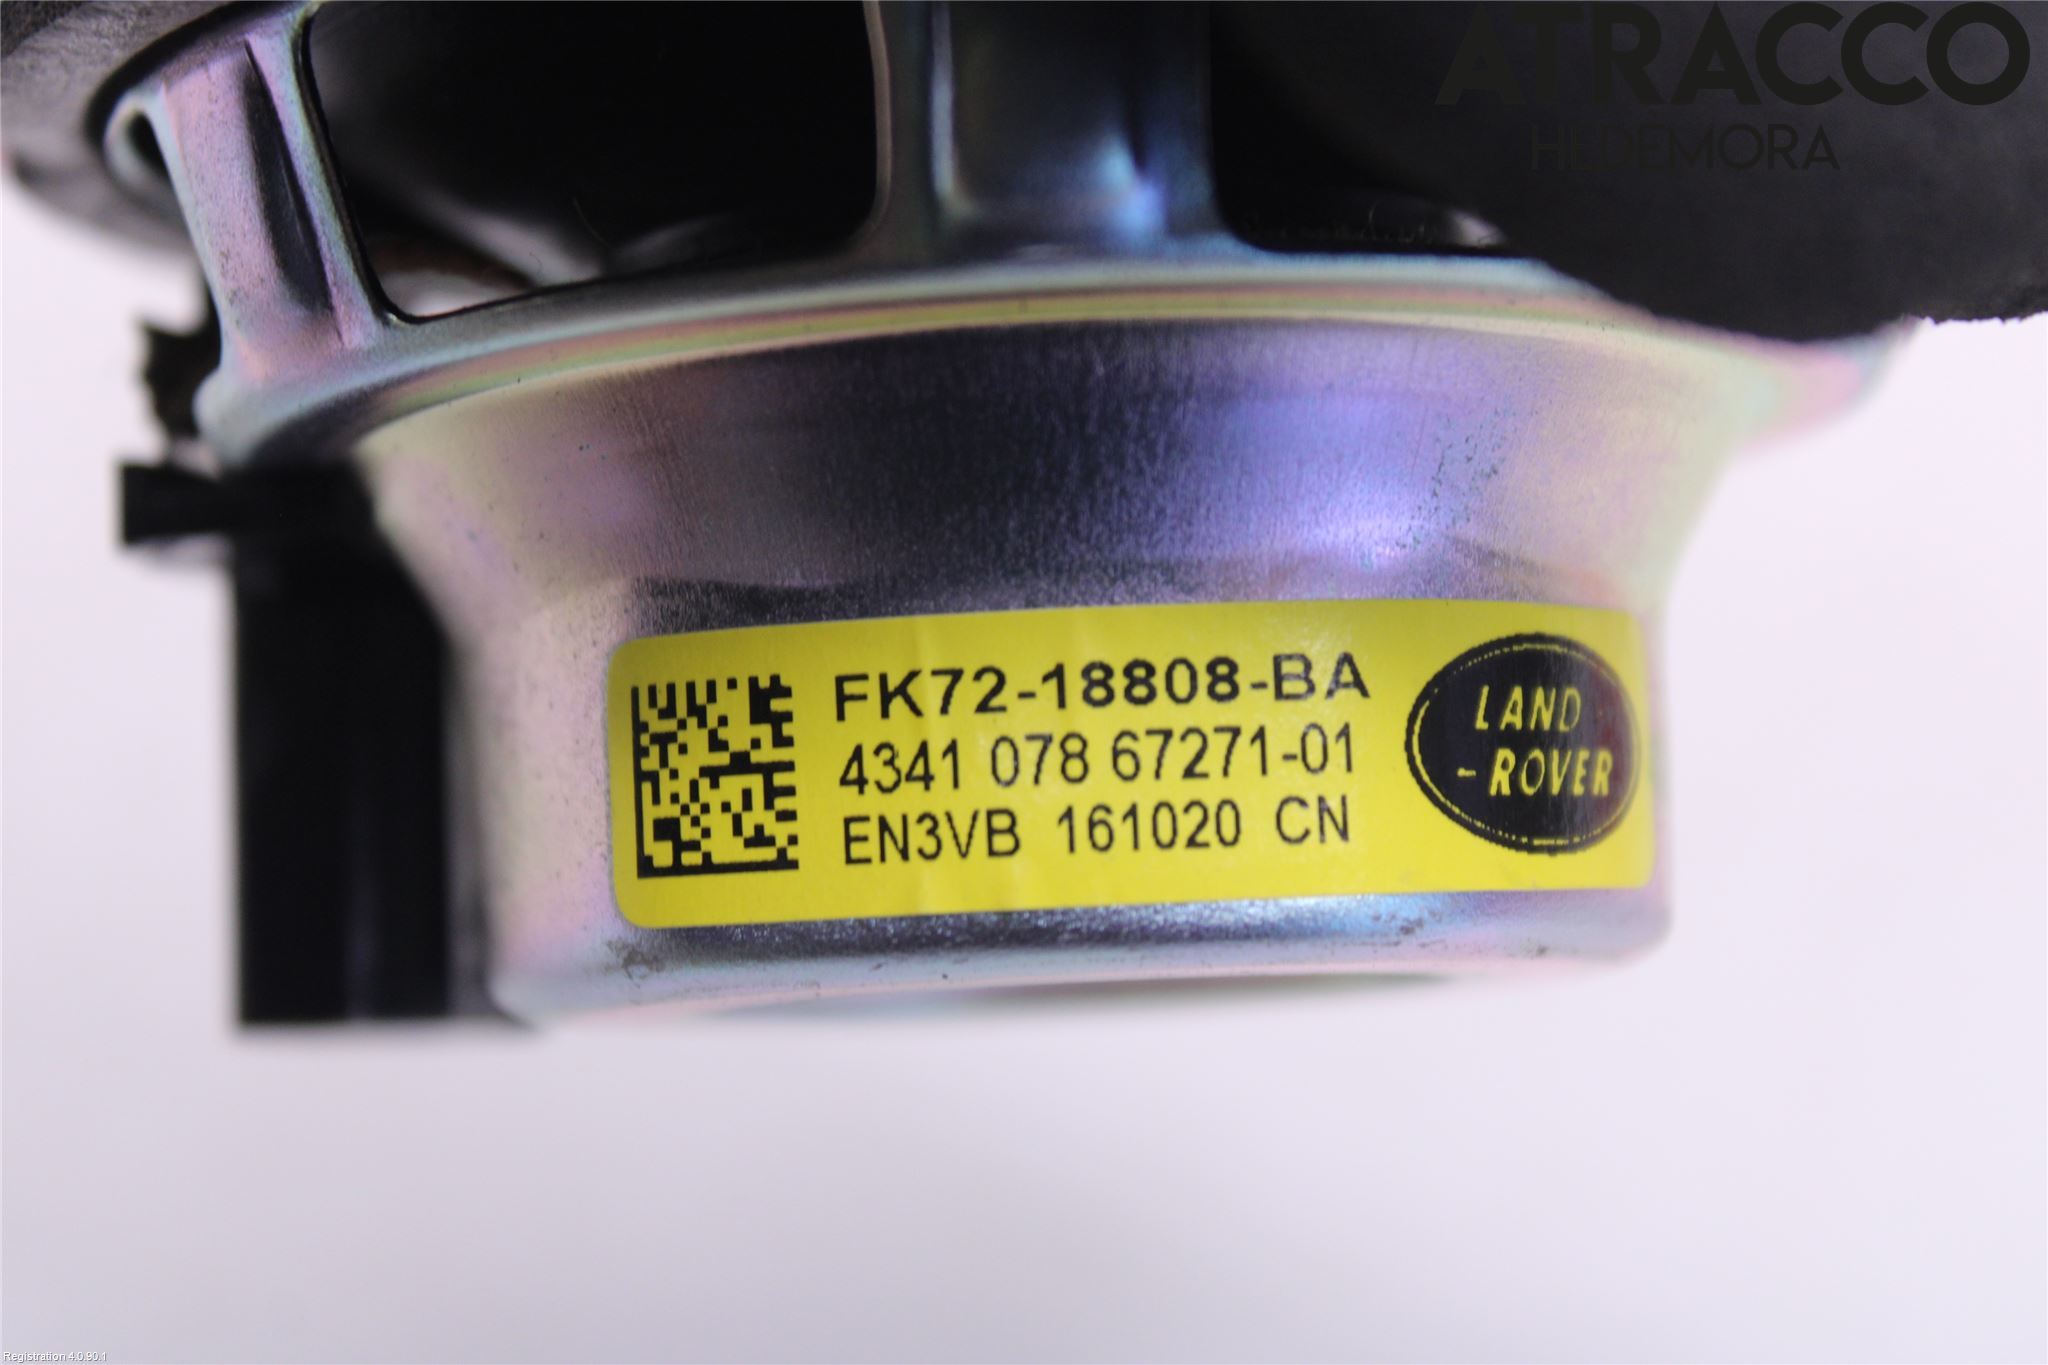 ATRACCO
HEDEMORA
FK72-18808-BA
4341 078 67271-01
EN3VB 161020 CN
LAND
-ROVER
Registration 4.0.90.1